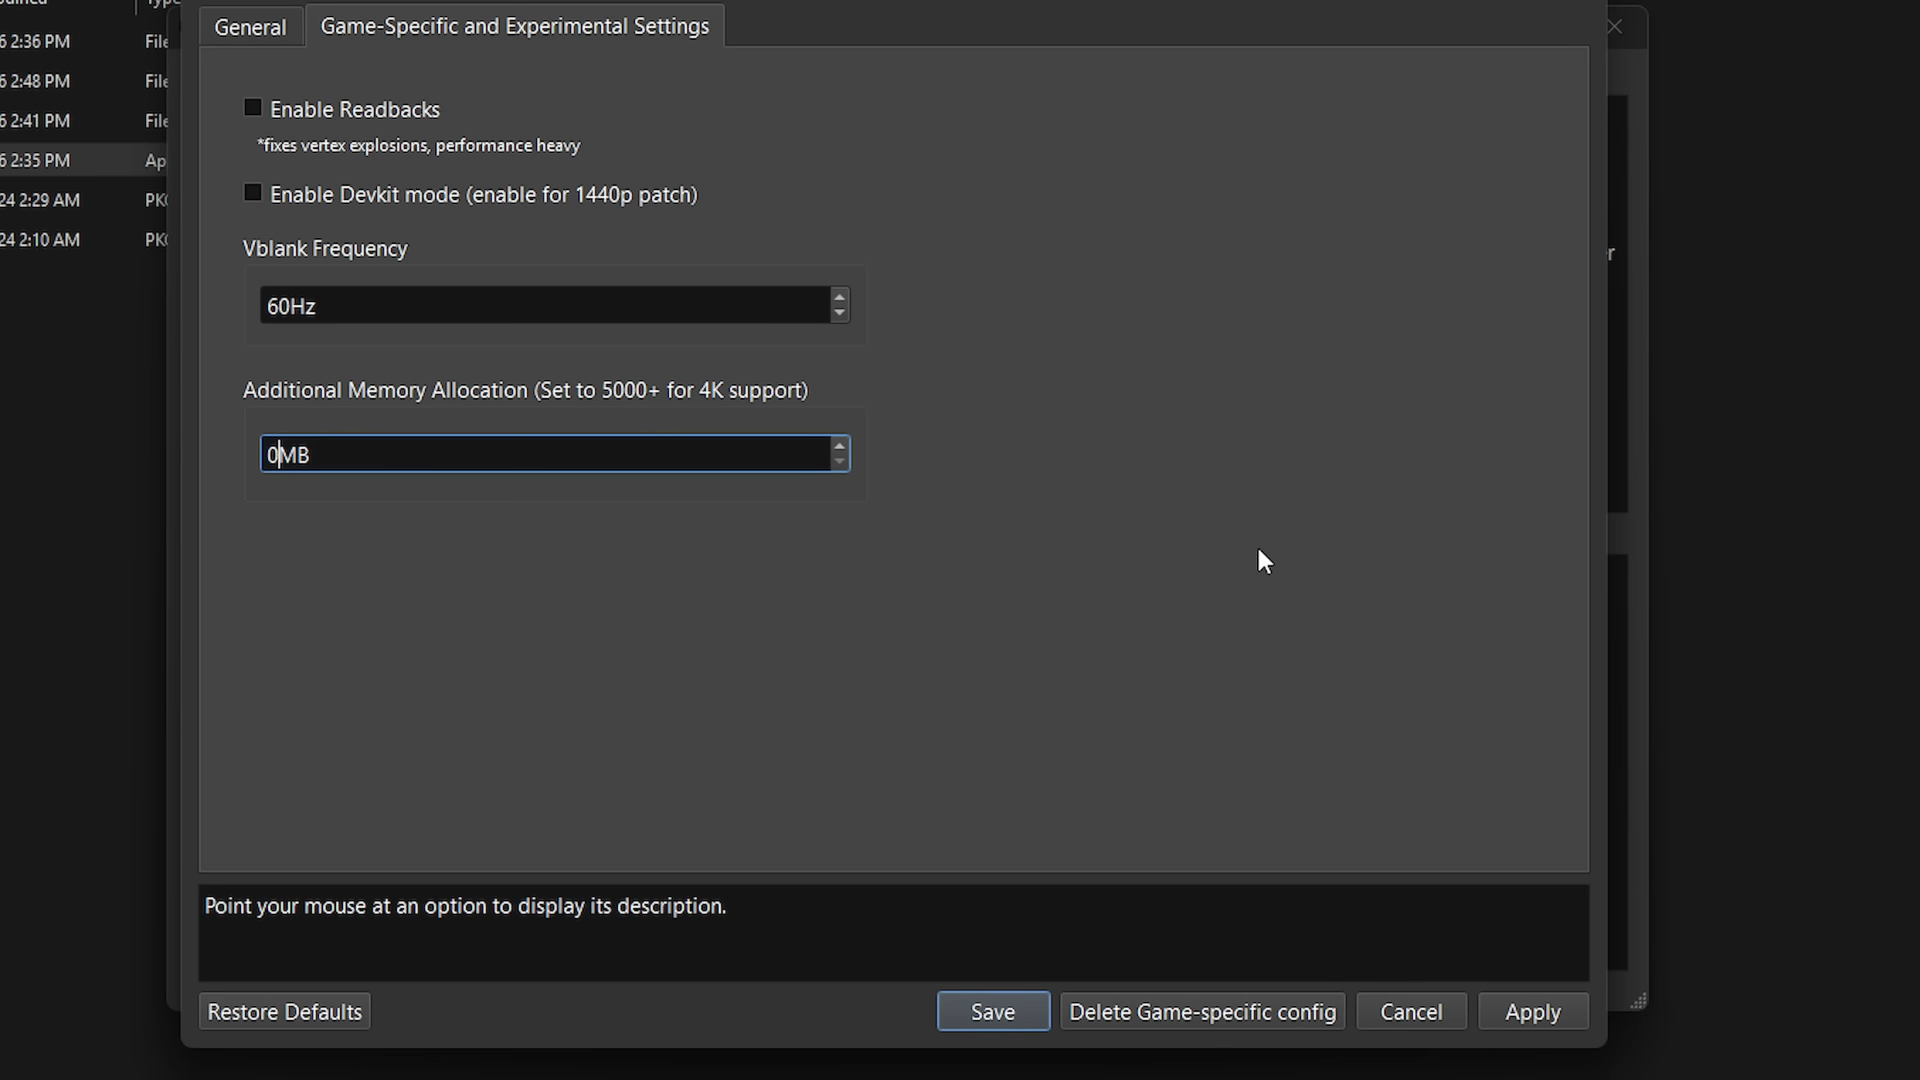 General
Game-Specific and Experimental Settings
6 2:36 PM
File
6 2:48 PM
File
6 2:41 PM
File
6 2:35 PM
Ap
24 2:29 AM
PK
24 2:10 AM
PK
Enable Readbacks
*fixes vertex explosions, performance heavy
Enable Devkit mode (enable for 1440p patch)
Vblank Frequency
60Hz
Additional Memory Allocation (Set to 5000+ for 4K support)
0MB
Point your mouse at an option to display its description.
Restore Defaults
Save
Delete Game-specific config
Cancel
Apply